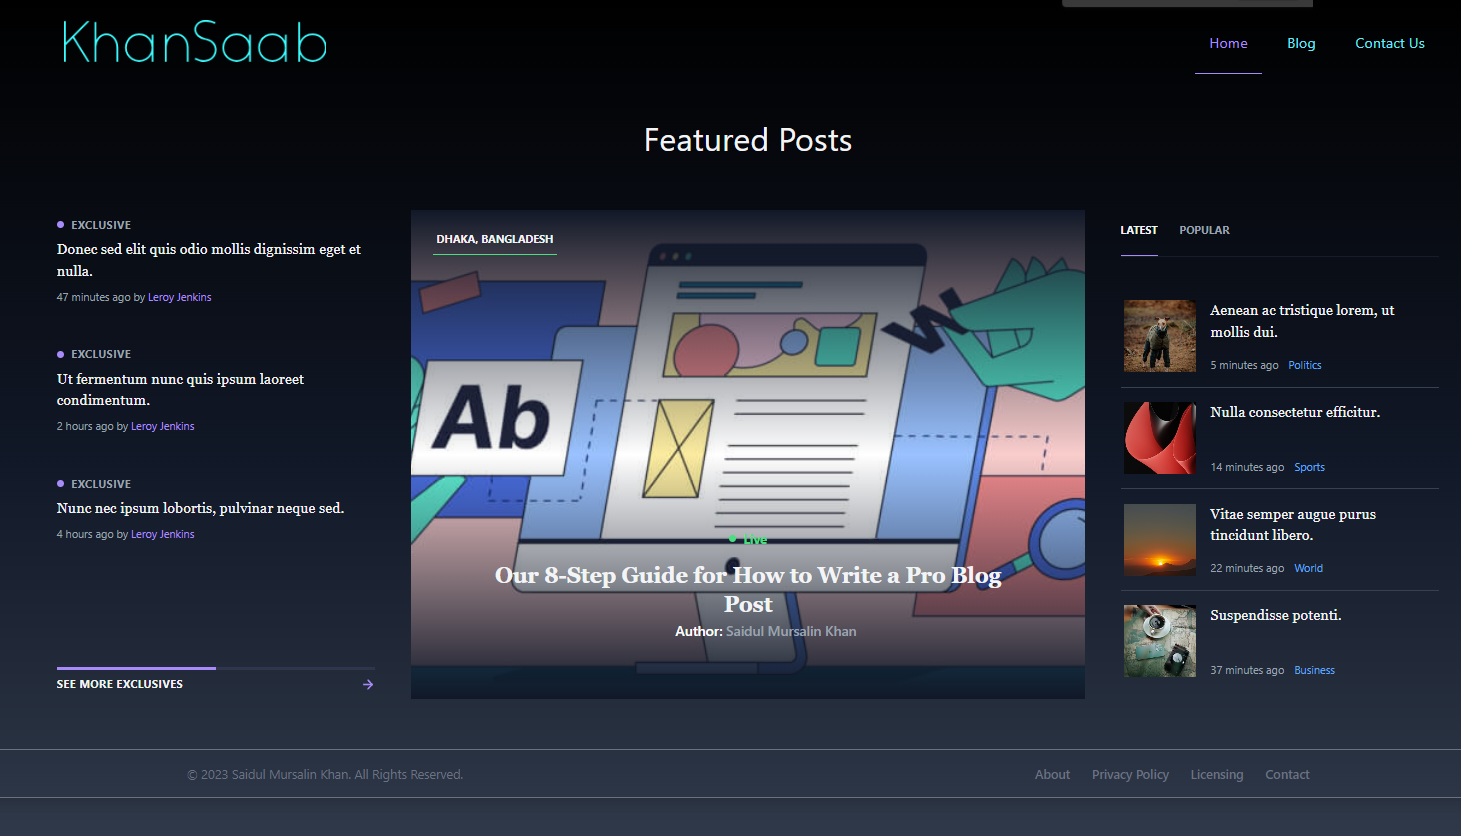 KhanSaab
Home
Blog
Contact Us
Featured Posts
EXCLUSIVE
Donec sed elit quis odio mollis dignissim eget et
nulla.
47 minutes ago by Leroy Jenkins
EXCLUSIVE
Ut fermentum nunc quis ipsum laoreet
condimentum.
2 hours ago by Leroy Jenkins
EXCLUSIVE
Nunc nec ipsum lobortis, pulvinar neque sed.
4 hours ago by Leroy Jenkins
SEE MORE EXCLUSIVES
DHAKA, BANGLADESH
W
Ab
Live
Our 8-Step Guide for How to Write a Pro Blog
Post
Author: Saidul Mursalin Khan
LATEST
POPULAR
Aenean ac tristique lorem, ut
mollis dui.
5 minutes ago Politics
Nulla consectetur efficitur.
14 minutes ago Sports
Vitae semper augue purus
tincidunt libero.
22 minutes ago World
Suspendisse potenti.
37 minutes ago Business
© 2023 Saidul Mursalin Khan. All Rights Reserved.
About
Privacy Policy
Licensing
Contact